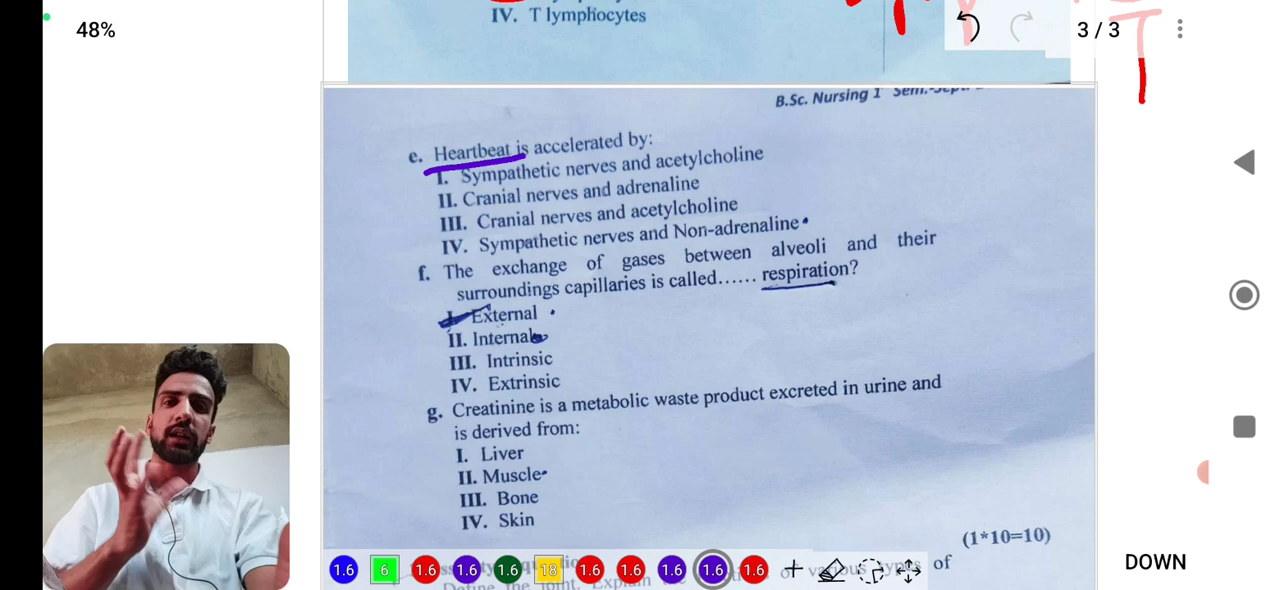 IV. T lymphocytes
48%
3 / 3
B.Sc. Nursing 1 Sem.-Sept
e. Heartbeat is accelerated by:
I. Sympathetic nerves and acetylcholine
II. Cranial nerves and adrenaline
III. Cranial nerves and acetylcholine
IV. Sympathetic nerves and Non-adrenaline
f. The exchange of gases between alveoli and their
surroundings capillaries is called...... respiration?
I. External
II. Internal
III. Intrinsic
IV. Extrinsic
g. Creatinine is a metabolic waste product excreted in urine and
is derived from:
I. Liver
II. Muscle
III. Bone
IV. Skin
(1*10=10)
1.6 6 1.6 1.6 1.6 18 1.6 1.6 1.6 1.6 1.6
of
DOWN